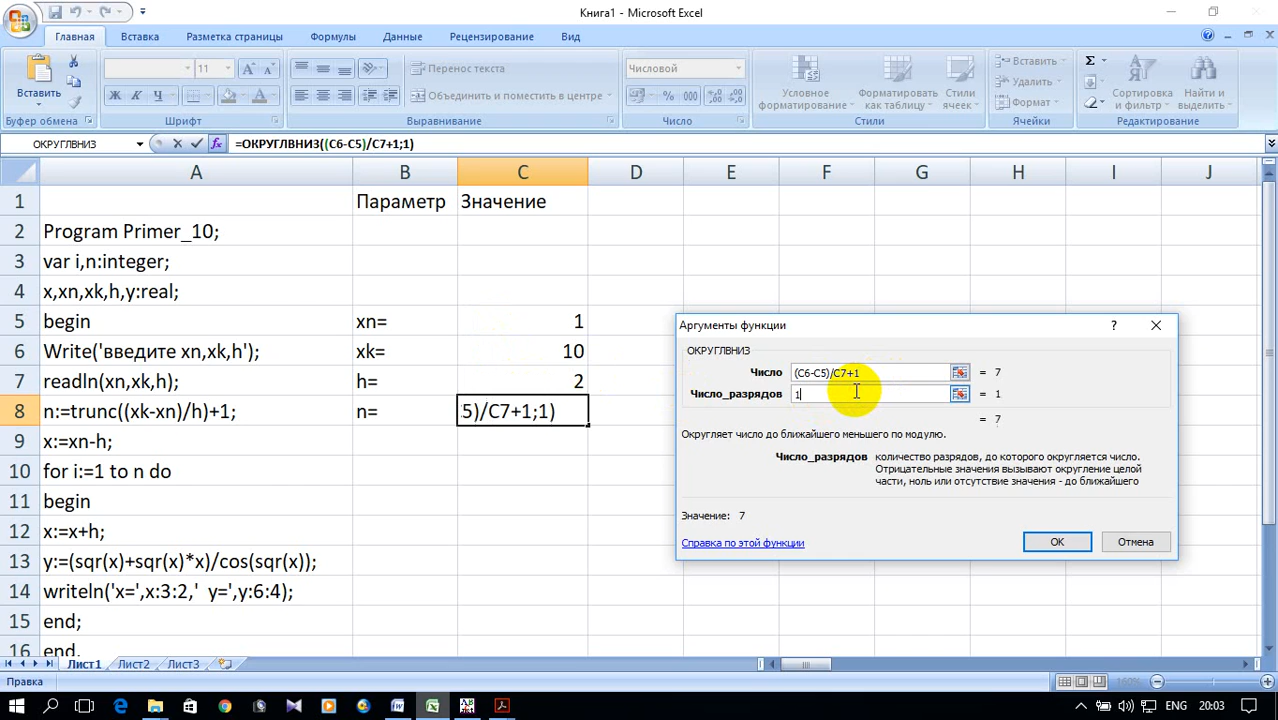 Книга1 - Microsoft Excel
Главная Вставка Разметка страницы Формулы Данные Рецензирование Вид
Вставить
Буфер обмена
11
Ж К Ч
Шрифт
Перенос текста
Объединить и поместить в центре
Выравнивание
Числовой
% 000
Число
Условное форматирование
Форматировать как таблицу
Стили ячеек
Стили
Вставить
Удалить
Формат
Ячейки
Сортировка и фильтр
Найти и выделить
Редактирование
ОКРУГЛВНИЗ fx =ОКРУГЛВНИЗ((C6-C5)/C7+1;1)
A B C D E F G H I J
1 Параметр Значение
2 Program Primer_10;
3 var i,n:integer;
4 x,xn,xk,h,y:real;
5 begin xn= 1
6 Write('введите xn,xk,h'); xk= 10
7 readln(xn,xk,h); h= 2
8 n:=trunc((xk-xn)/h)+1; n= 5)/C7+1;1)
9 x:=xn-h;
10 for i:=1 to n do
11 begin
12 x:=x+h;
13 y:=(sqr(x)+sqr(x)*x)/cos(sqr(x));
14 writeln('x=',x:3:2,' y=',y:6:4);
15 end;
16 end.
Аргументы функции ?
ОКРУГЛВНИЗ
Число (C6-C5)/C7+1 = 7
Число_разрядов 1 = 1
= 7
Округляет число до ближайшего меньшего по модулю.
Число_разрядов количество разрядов, до которого округляется число.
Отрицательные значения вызывают округление целой
части, ноль или отсутствие значения - до ближайшего
Значение: 7
Справка по этой функции OK Отмена
Лист1 Лист2 Лист3
Правка 160%
ENG 20:03